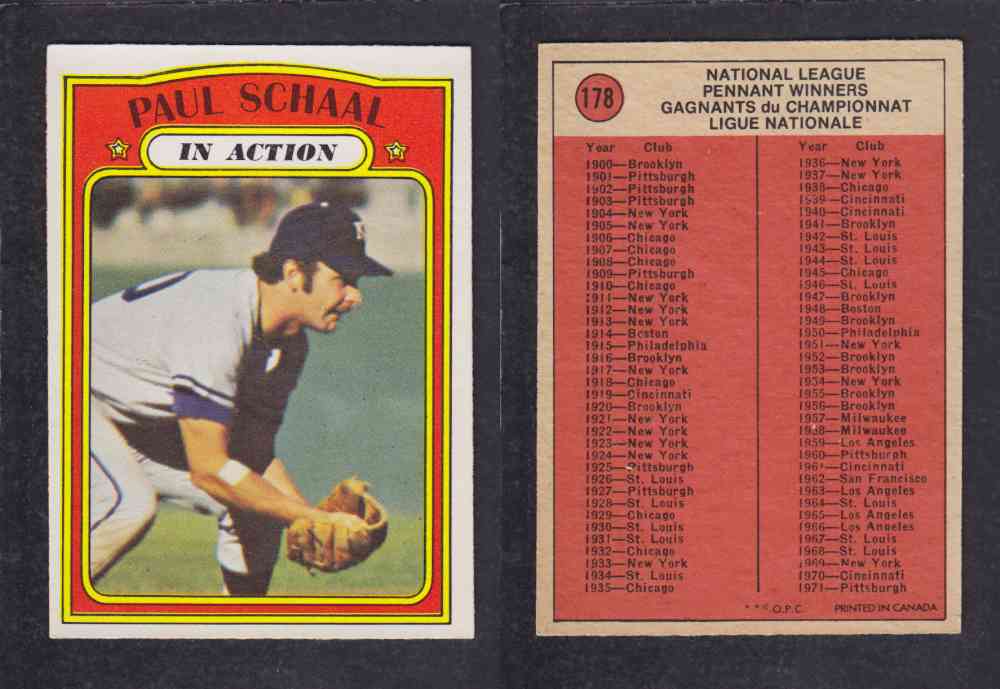 PAUL SCHAAL
IN ACTION
178
NATIONAL LEAGUE
PENNANT WINNERS
GAGNANTS du CHAMPIONNAT
LIGUE NATIONALE
Year Club
1900—Brooklyn
1901—Pittsburgh
1902—Pittsburgh
1903—Pittsburgh
1904—New York
1905—New York
1906—Chicago
1907—Chicago
1908—Chicago
1909—Pittsburgh
1910—Chicago
1911—New York
1912—New York
1913—New York
1914—Boston
1915—Philadelphia
1916—Brooklyn
1917—New York
1918—Chicago
1919—Cincinnati
1920—Brooklyn
1921—New York
1922—New York
1923—New York
1924—New York
1925—Pittsburgh
1926—St. Louis
1927—Pittsburgh
1928—St. Louis
1929—Chicago
1930—St. Louis
1931—St. Louis
1932—Chicago
1933—New York
1934—St. Louis
1935—Chicago
Year Club
1936—New York
1937—New York
1938—Chicago
1939—Cincinnati
1940—Cincinnati
1941—Brooklyn
1942—St. Louis
1943—St. Louis
1944—St. Louis
1945—Chicago
1946—St. Louis
1947—Brooklyn
1948—Boston
1949—Brooklyn
1950—Philadelphia
1951—New York
1952—Brooklyn
1953—Brooklyn
1954—New York
1955—Brooklyn
1956—Brooklyn
1957—Milwaukee
1958—Milwaukee
1959—Los Angeles
1960—Pittsburgh
1961—Cincinnati
1962—San Francisco
1963—Los Angeles
1964—St. Louis
1965—Los Angeles
1966—Los Angeles
1967—St. Louis
1968—St. Louis
1969—New York
1970—Cincinnati
1971—Pittsburgh
**© O.P.C. PRINTED IN CANADA